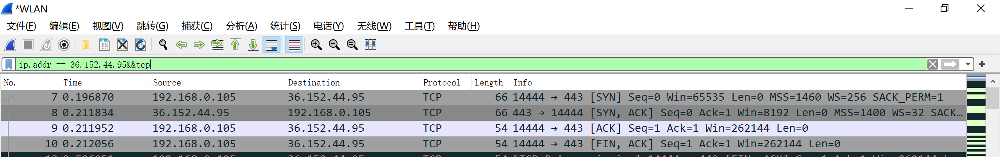 *WLAN
文件(F) 编辑(E) 视图(V) 跳转(G) 捕获(C) 分析(A) 统计(S) 电话(Y) 无线(W) 工具(T) 帮助(H)
ip.addr == 36.152.44.95&&tcp
No. Time Source Destination Protocol Length Info
7 0.196870 192.168.0.105 36.152.44.95 TCP 66 14444 → 443 [SYN] Seq=0 Win=65535 Len=0 MSS=1460 WS=256 SACK_PERM=1
8 0.211834 36.152.44.95 192.168.0.105 TCP 66 443 → 14444 [SYN, ACK] Seq=0 Ack=1 Win=8192 Len=0 MSS=1400 WS=32 SACK…
9 0.211952 192.168.0.105 36.152.44.95 TCP 54 14444 → 443 [ACK] Seq=1 Ack=1 Win=262144 Len=0
10 0.212056 192.168.0.105 36.152.44.95 TCP 54 14444 → 443 [FIN, ACK] Seq=1 Ack=1 Win=262144 Len=0